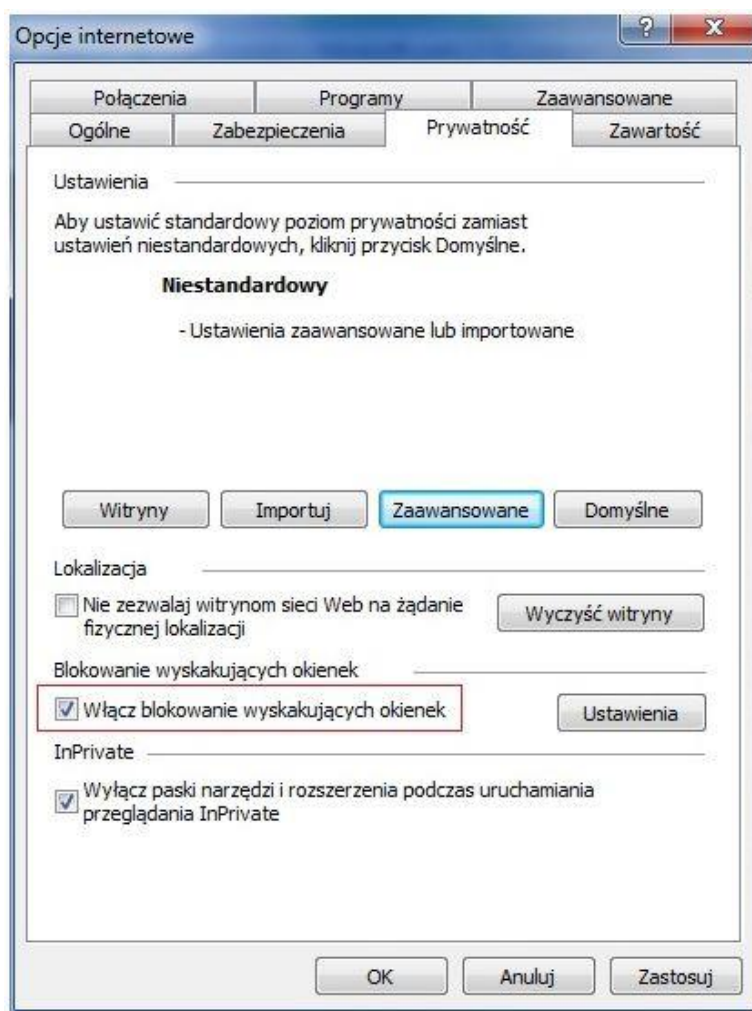 Opcje internetowe
Połączenia Programy Zaawansowane
Ogólne Zabezpieczenia Prywatność Zawartość
Ustawienia
Aby ustawić standardowy poziom prywatności zamiast
ustawień niestandardowych, kliknij przycisk Domyślne.
Niestandardowy
- Ustawienia zaawansowane lub importowane
Witryny Importuj Zaawansowane Domyślne
Lokalizacja
Nie zezwalaj witrynom sieci Web na żądanie
fizycznej lokalizacji
Wyczyść witryny
Blokowanie wyskakujących okienek
Włącz blokowanie wyskakujących okienek Ustawienia
InPrivate
Wyłącz paski narzędzi i rozszerzenia podczas uruchamiania
przeglądania InPrivate
OK Anuluj Zastosuj